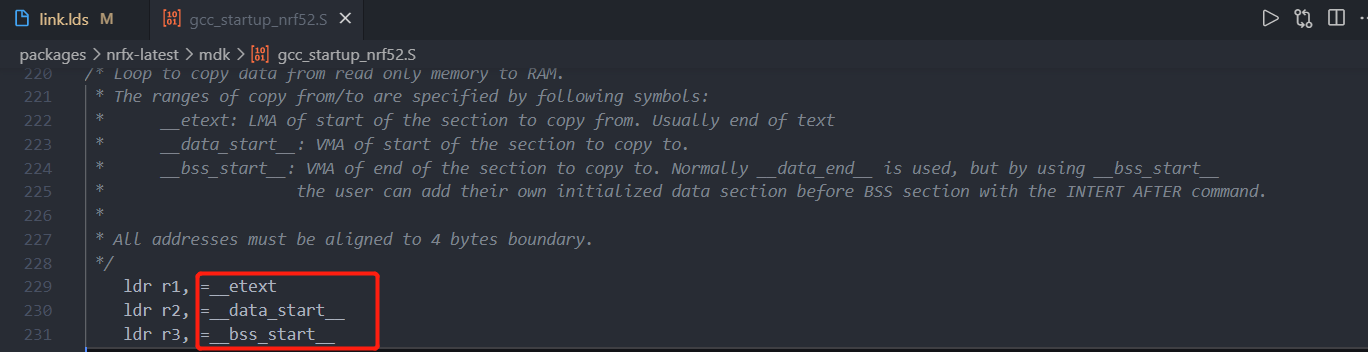 link.lds M gcc_startup_nrf52.S
packages > nrfx-latest > mdk > gcc_startup_nrf52.S
220 /* Loop to copy data from read only memory to RAM.
221 * The ranges of copy from/to are specified by following symbols:
222 * __etext: LMA of start of the section to copy from. Usually end of text
223 * __data_start__: VMA of start of the section to copy to.
224 * __bss_start__: VMA of end of the section to copy to. Normally __data_end__ is used, but by using __bss_start__
225 * the user can add their own initialized data section before BSS section with the INTERT AFTER command.
226 *
227 * All addresses must be aligned to 4 bytes boundary.
228 */
229 ldr r1, =__etext
230 ldr r2, =__data_start__
231 ldr r3, =__bss_start__